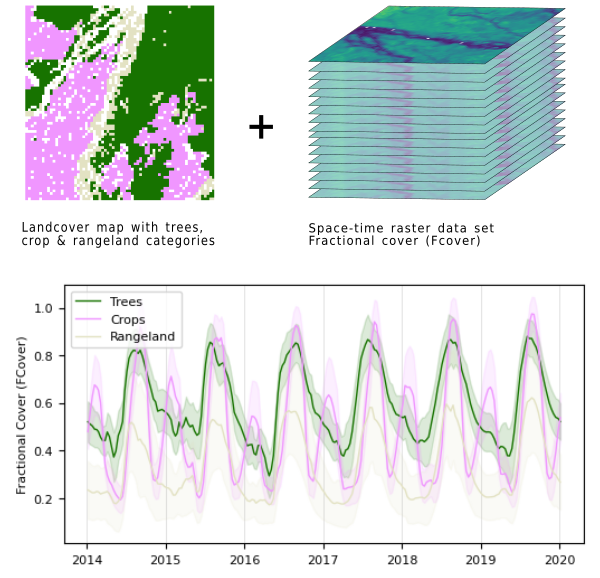 +
Landcover map with trees,
crop & rangeland categories
Space-time raster data set
Fractional cover (Fcover)
Trees
Crops
Rangeland
Fractional Cover (FCover)
1.0
0.8
0.6
0.4
0.2
2014 2015 2016 2017 2018 2019 2020